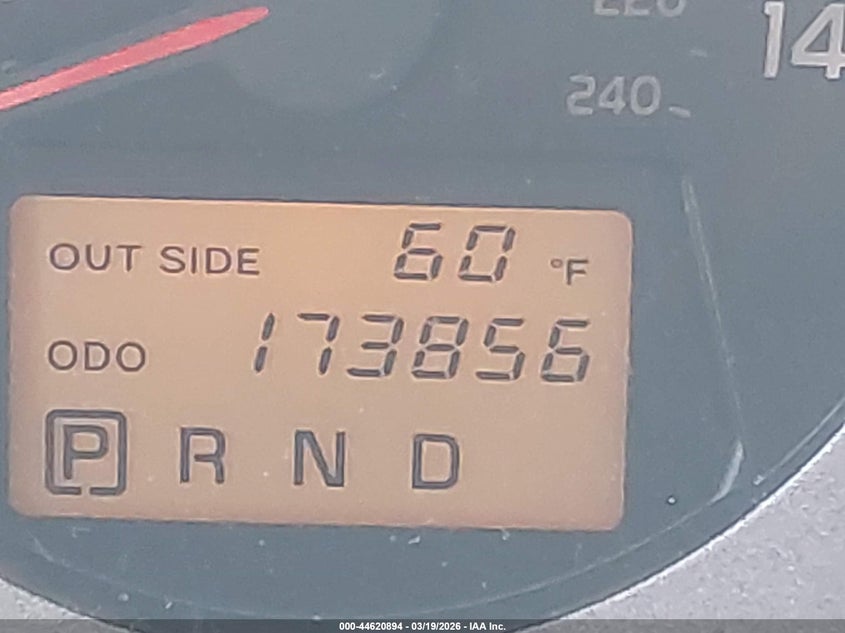 220
14
240
OUT SIDE 60 °F
ODO 173856
P R N D
000-44620894 - 03/19/2026 - IAA Inc.